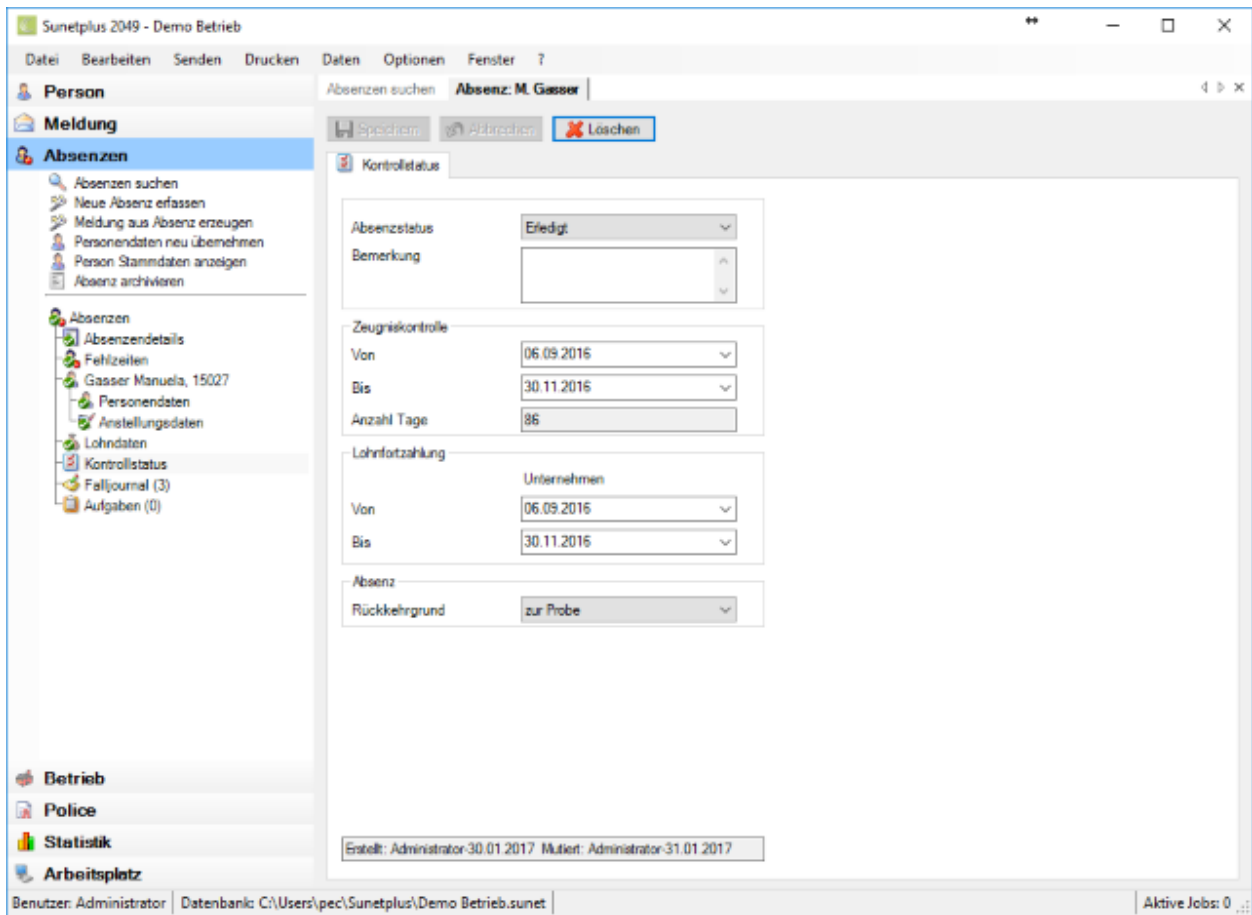 Sunetplus 2049 - Demo Betrieb
Datei Bearbeiten Senden Drucken Daten Optionen Fenster ?
Person
Meldung
Absenzen
Absenzen suchen
Neue Absenz erfassen
Meldung aus Absenz erzeugen
Personendaten neu übernehmen
Person Stammdaten anzeigen
Absenz archivieren
Absenzen
Absenzendetails
Fehlzeiten
Gasser Manuela, 15027
Personendaten
Anstellungsdaten
Lohndaten
Kontrollstatus
Falljournal (3)
Aufgaben (0)
Betrieb
Police
Statistik
Arbeitsplatz
Absenzen suchen Absenz: M. Gasser
Speichern Abbrechen Löschen
Kontrollstatus
Absenzstatus Erledigt
Bemerkung
Zeugniskontrolle
Von 06.09.2016
Bis 30.11.2016
Anzahl Tage 86
Lohnfortzahlung
Unternehmen
Von 06.09.2016
Bis 30.11.2016
Absenz
Rückkehrgrund zur Probe
Erstellt: Administrator-30.01.2017 Mutiert: Administrator-31.01.2017
Benutzer: Administrator Datenbank: C:\Users\pec\Sunetplus\Demo Betrieb.sunet Aktive Jobs: 0